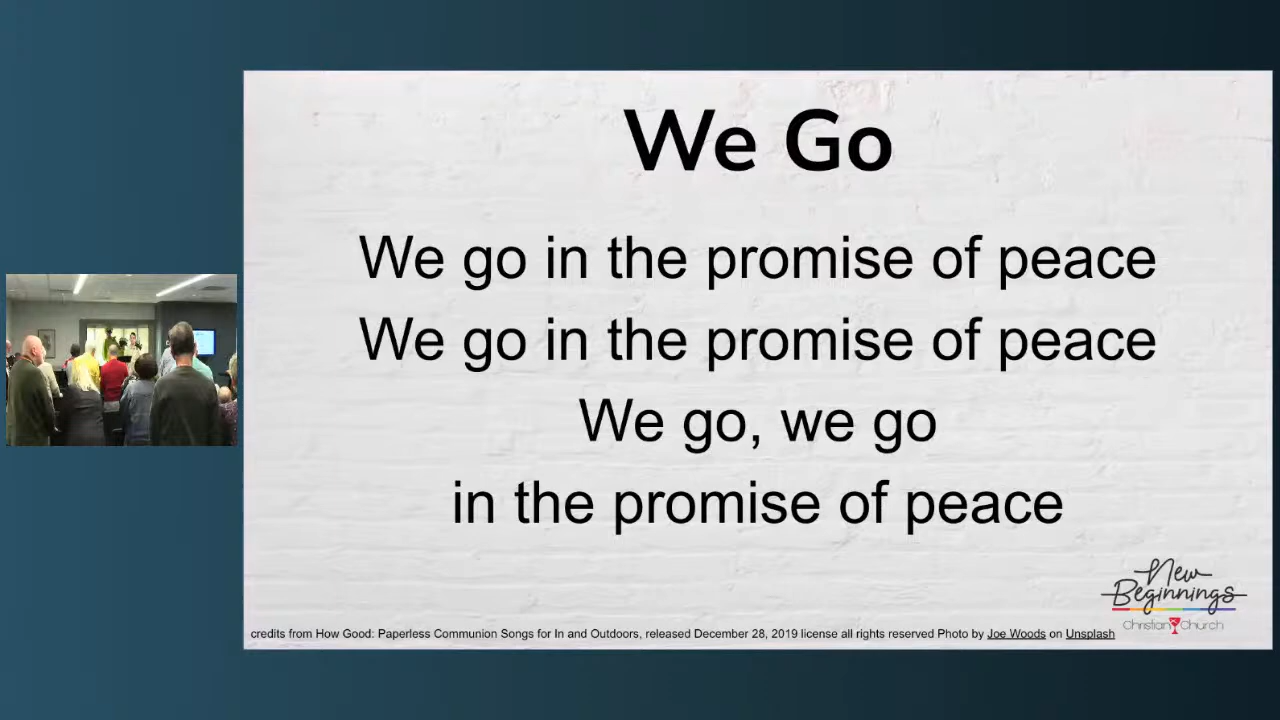 We Go
We go in the promise of peace
We go in the promise of peace
We go, we go
in the promise of peace
New
Beginnings
Christian Church
credits from How Good: Paperless Communion Songs for In and Outdoors, released December 28, 2019 license all rights reserved Photo by Joe Woods on Unsplash